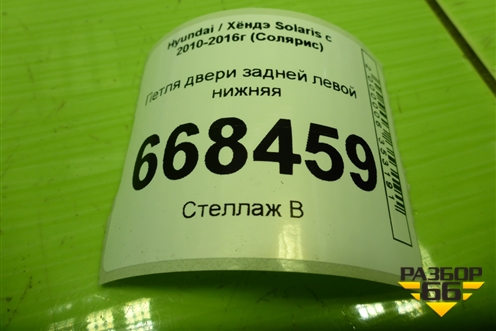 Hyundai / Хёндэ Solaris с
2010-2016г (Солярис)
Петля двери задней левой
нижняя
668459
Стеллаж В
РАЗБОР
66